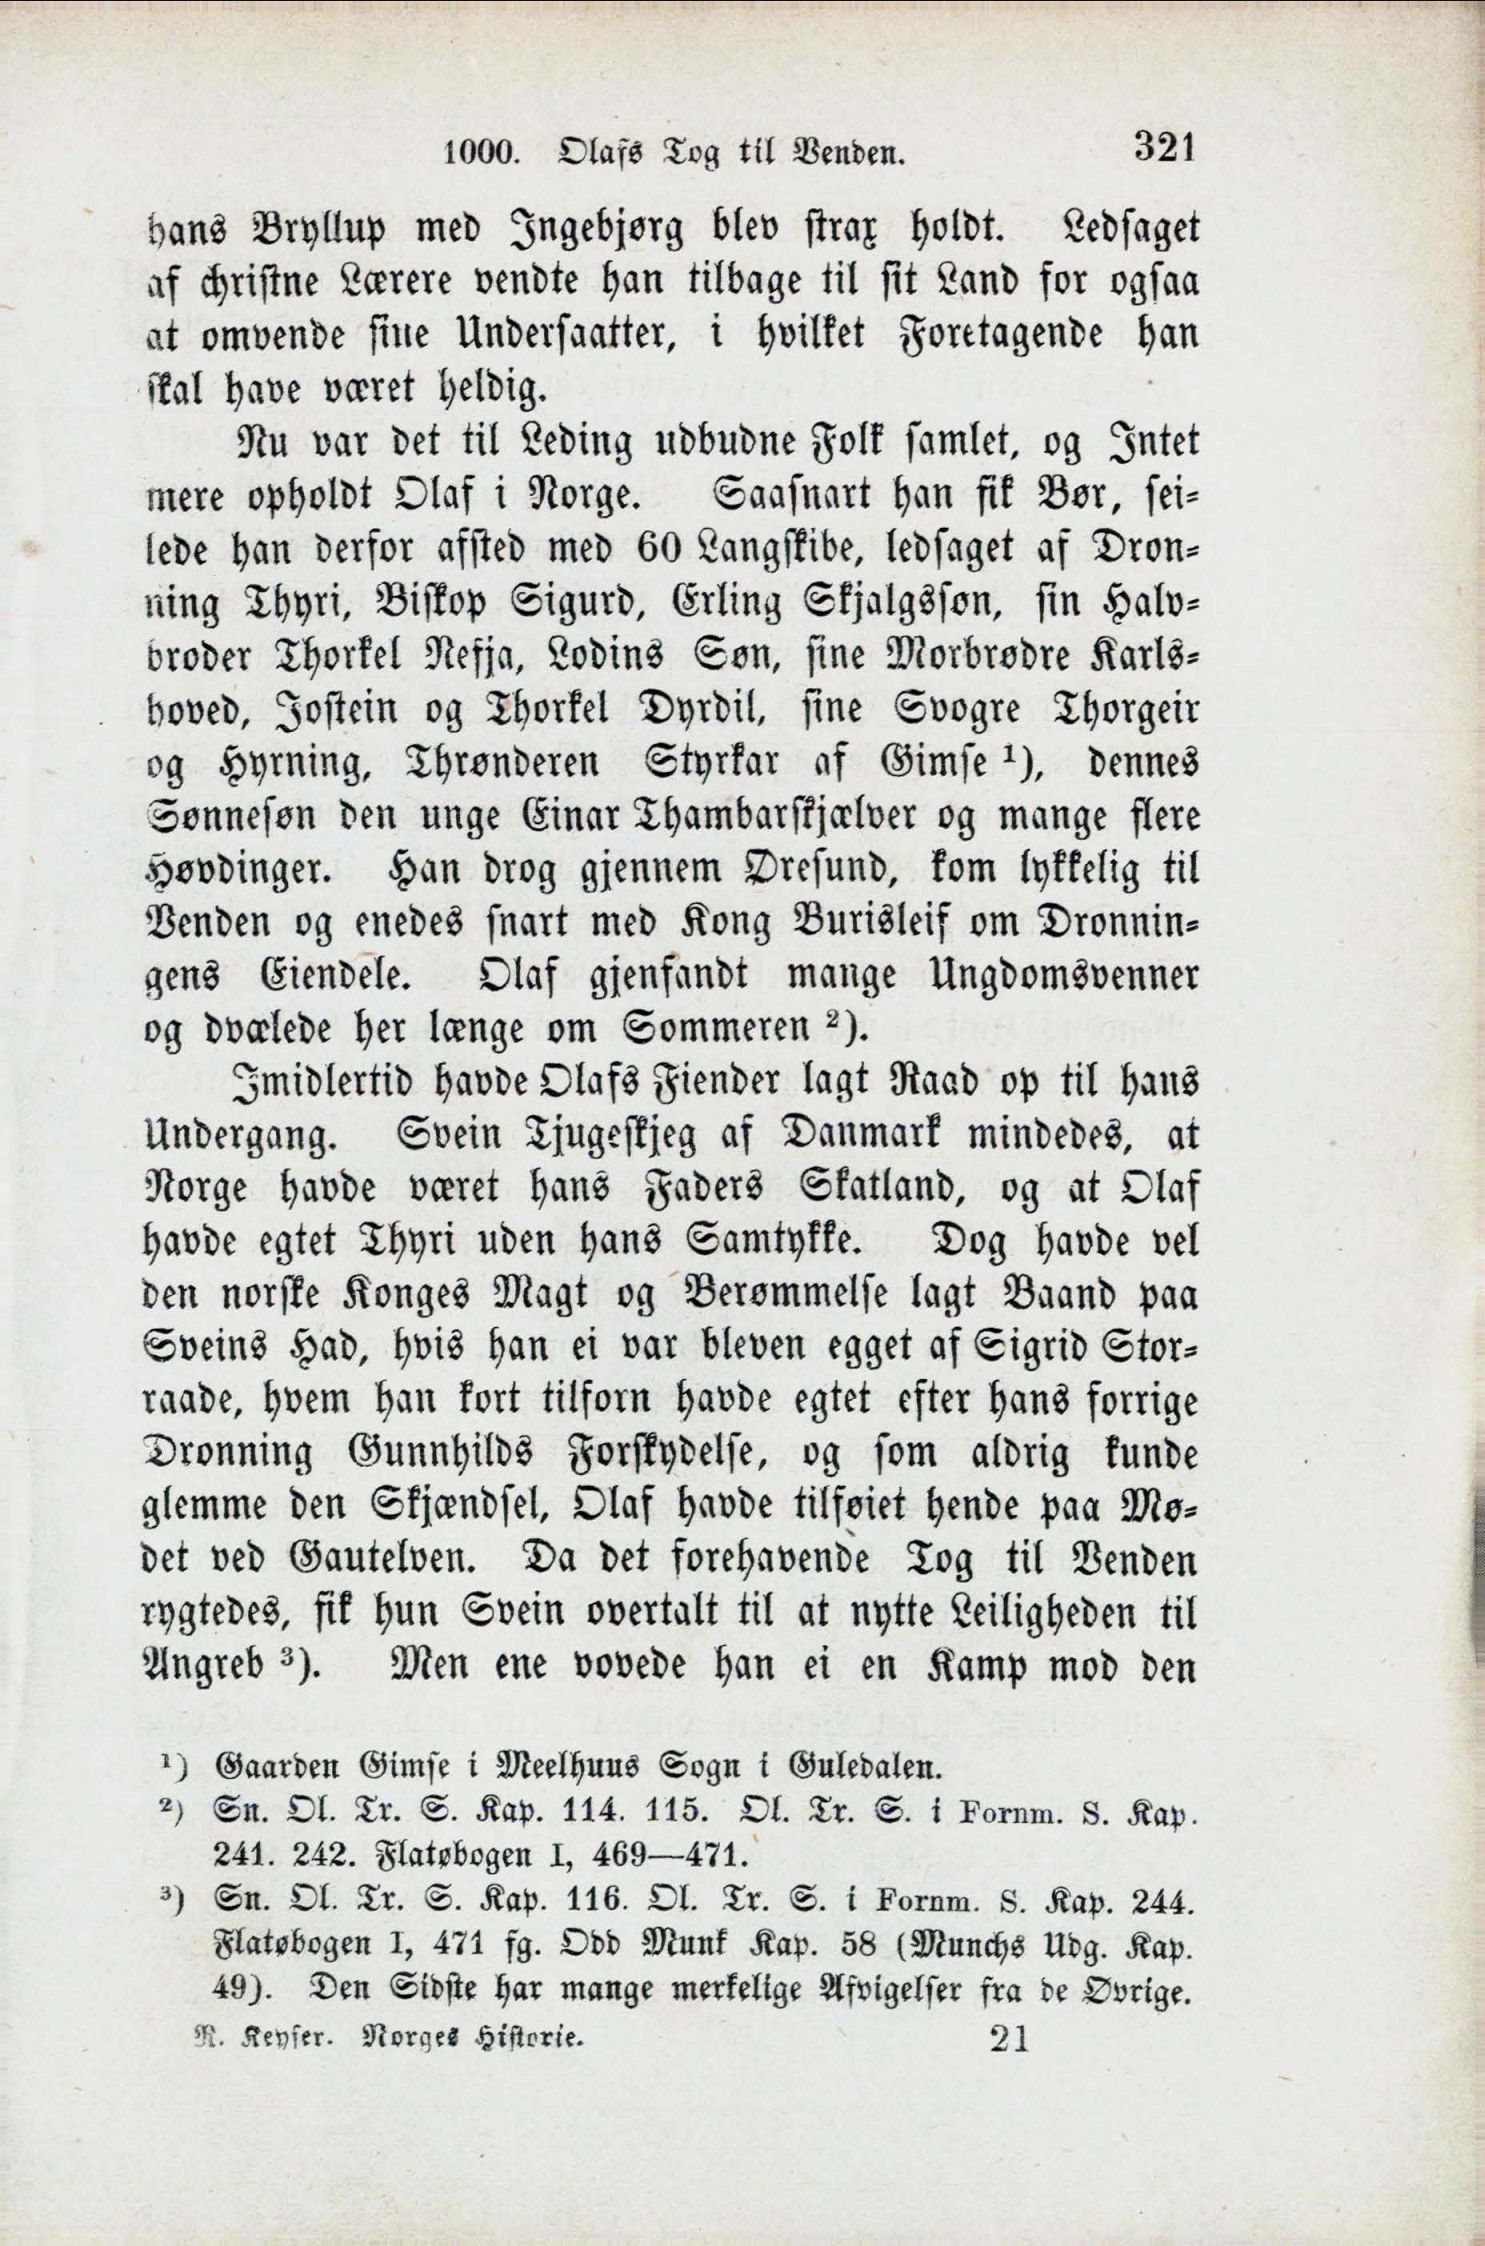 1000. Olafs Tog til Venden. 321
hans Bryllup med Ingebjørg blev strax holdt. Ledsaget
af christne Lærere vendte han tilbage til sit Land for ogsaa
at omvende sine Undersaatter, i hvilket Foretagende han
skal have været heldig.
Nu var det til Leding udbudne Folk samlet, og Intet
mere opholdt Olaf i Norge. Saasnart han fik Bør, sei-
lede han derfor afsted med 60 Langskibe, ledsaget af Dron-
ning Thyri, Biskop Sigurd, Erling Skjalgssøn, sin Halv-
broder Thorkel Nefja, Lodins Søn, sine Morbrødre Karls-
hoved, Jostein og Thorkel Dyrdil, sine Svogre Thorgeir
og Hyrning, Thrønderen Styrkar af Gimse ¹), dennes
Sønnesøn den unge Einar Thambarskjælver og mange flere
Høvdinger. Han drog gjennem Øresund, kom lykkelig til
Venden og enedes snart med Kong Burisleif om Dronnin-
gens Eiendele. Olaf gjenfandt mange Ungdomsvenner
og dvælede her længe om Sommeren ²).
Imidlertid havde Olafs Fiender lagt Raad op til hans
Undergang. Svein Tjugeskjeg af Danmark mindedes, at
Norge havde været hans Faders Skatland, og at Olaf
havde egtet Thyri uden hans Samtykke. Dog havde vel
den norske Konges Magt og Berømmelse lagt Baand paa
Sveins Had, hvis han ei var bleven egget af Sigrid Stor-
raade, hvem han kort tilforn havde egtet efter hans forrige
Dronning Gunnhilds Forskydelse, og som aldrig kunde
glemme den Skjændsel, Olaf havde tilføiet hende paa Mø-
det ved Gautelven. Da det forehavende Tog til Venden
rygtedes, fik hun Svein overtalt til at nytte Leiligheden til
Angreb ³). Men ene vovede han ei en Kamp mod den
¹) Gaarden Gimse i Meelhuus Sogn i Guledalen.
²) Sn. Ol. Tr. S. Kap. 114. 115. Ol. Tr. S. i Fornm. S. Kap.
241. 242. Flatøbogen I, 469—471.
³) Sn. Ol. Tr. S. Kap. 116. Ol. Tr. S. i Fornm. S. Kap. 244.
Flatøbogen I, 471 fg. Odd Munk Kap. 58 (Munchs Udg. Kap.
49). Den Sidste har mange merkelige Afvigelser fra de Øvrige.
R. Keyser. Norges Historie. 21